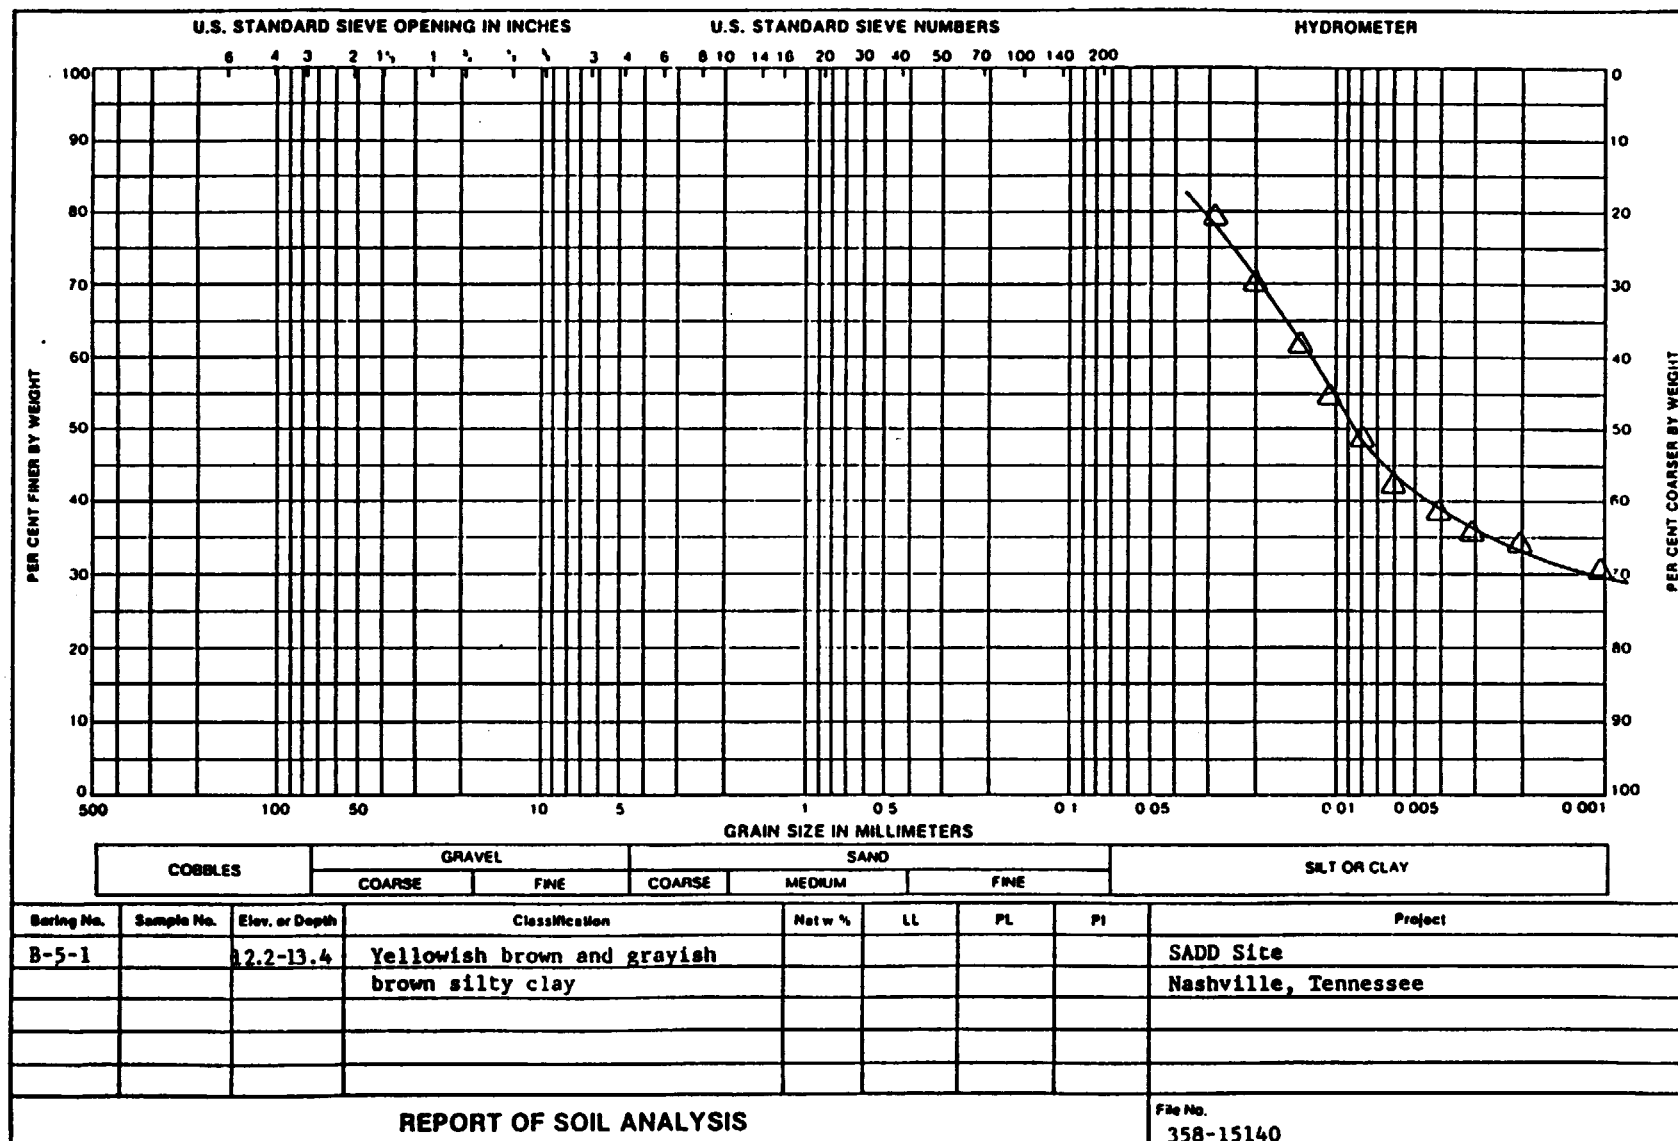 U.S. STANDARD SIEVE OPENING IN INCHES U.S. STANDARD SIEVE NUMBERS HYDROMETER
6 4 3 2 1½ 1 3 4 6 8 10 14 16 20 30 40 50 70 100 140 200
100 0
90 10
80 20
70 30
60 40
50 50
40 60
30 70
20 80
10 90
0 100
PER CENT FINER BY WEIGHT
PER CENT COARSER BY WEIGHT
500 100 50 10 5 1 0 5 0 1 0 05 0 01 0 005 0 001
GRAIN SIZE IN MILLIMETERS
COBBLES GRAVEL SAND SILT OR CLAY
COARSE FINE COARSE MEDIUM FINE
Boring No. Sample No. Elev. or Depth Classification Nat w % LL PL PI Project
B-5-1 12.2-13.4 Yellowish brown and grayish SADD Site
brown silty clay Nashville, Tennessee
REPORT OF SOIL ANALYSIS
File No.
358-15140